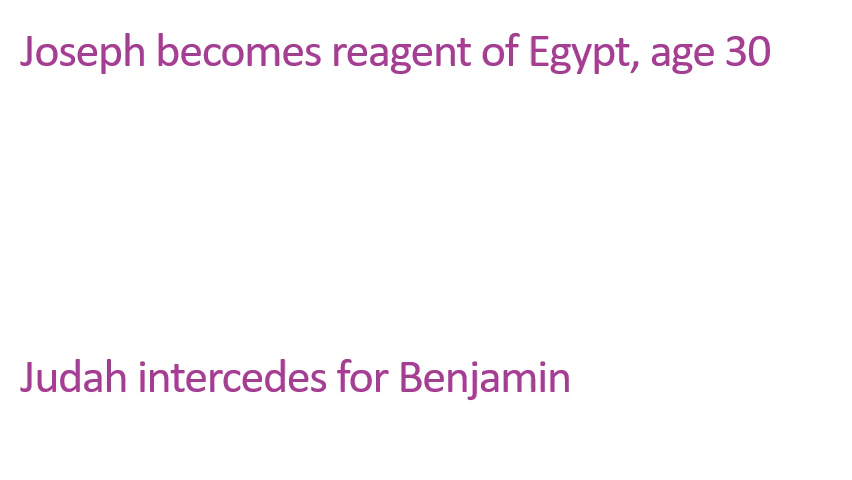 Joseph becomes reagent of Egypt, age 30
Judah intercedes for Benjamin